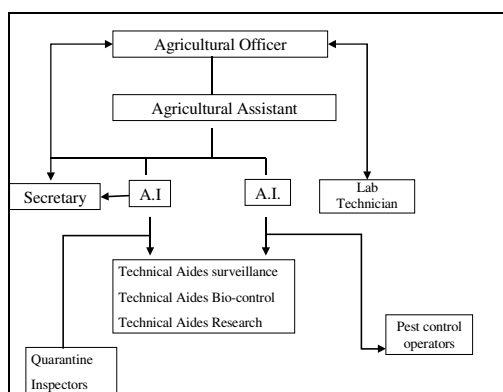 Agricultural Officer
Agricultural Assistant
Secretary
A.I
A.I.
Lab
Technician
Technical Aides surveillance
Technical Aides Bio-control
Technical Aides Research
Pest control
operators
Quarantine
Inspectors